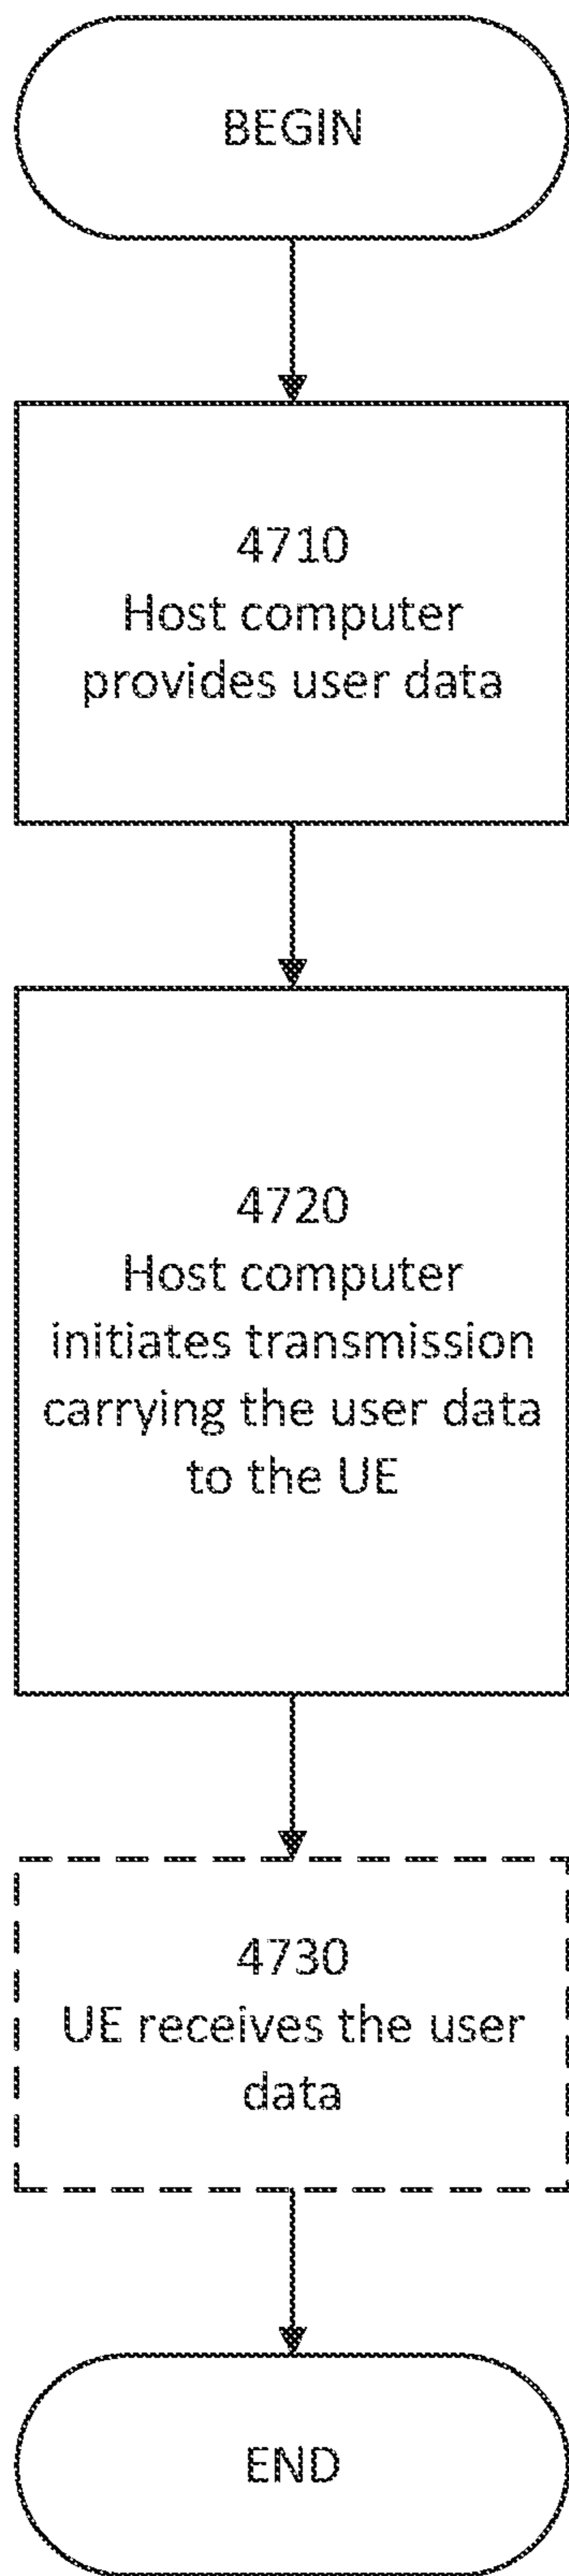 BEGIN
4710
Host computer
provides user data
4720
Host computer
initiates transmission
carrying the user data
to the UE
4730
UE receives the user
data
END